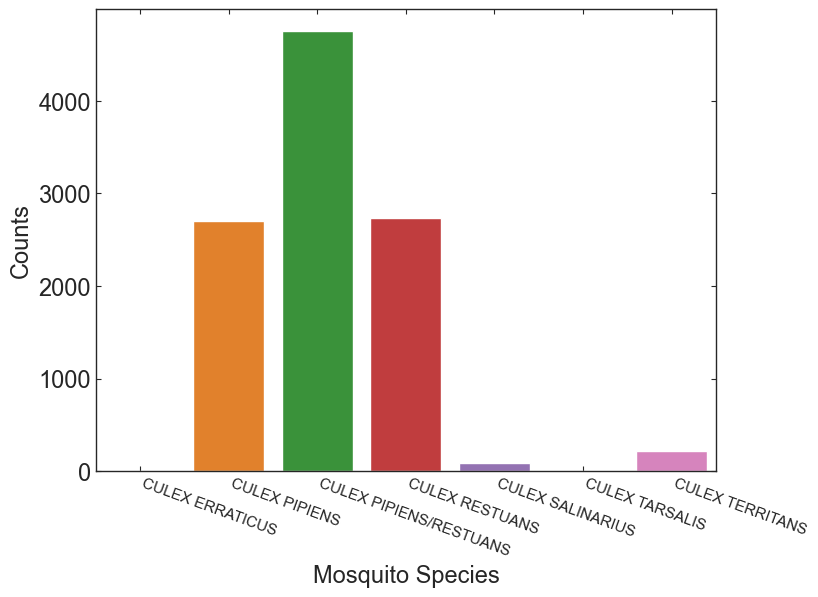 Counts
4000
3000
2000
1000
0
CULEX ERRATICUS
CULEX PIPIENS
CULEX PIPIENS/RESTUANS
CULEX RESTUANS
CULEX SALINARIUS
CULEX TARSALIS
CULEX TERRITANS
Mosquito Species